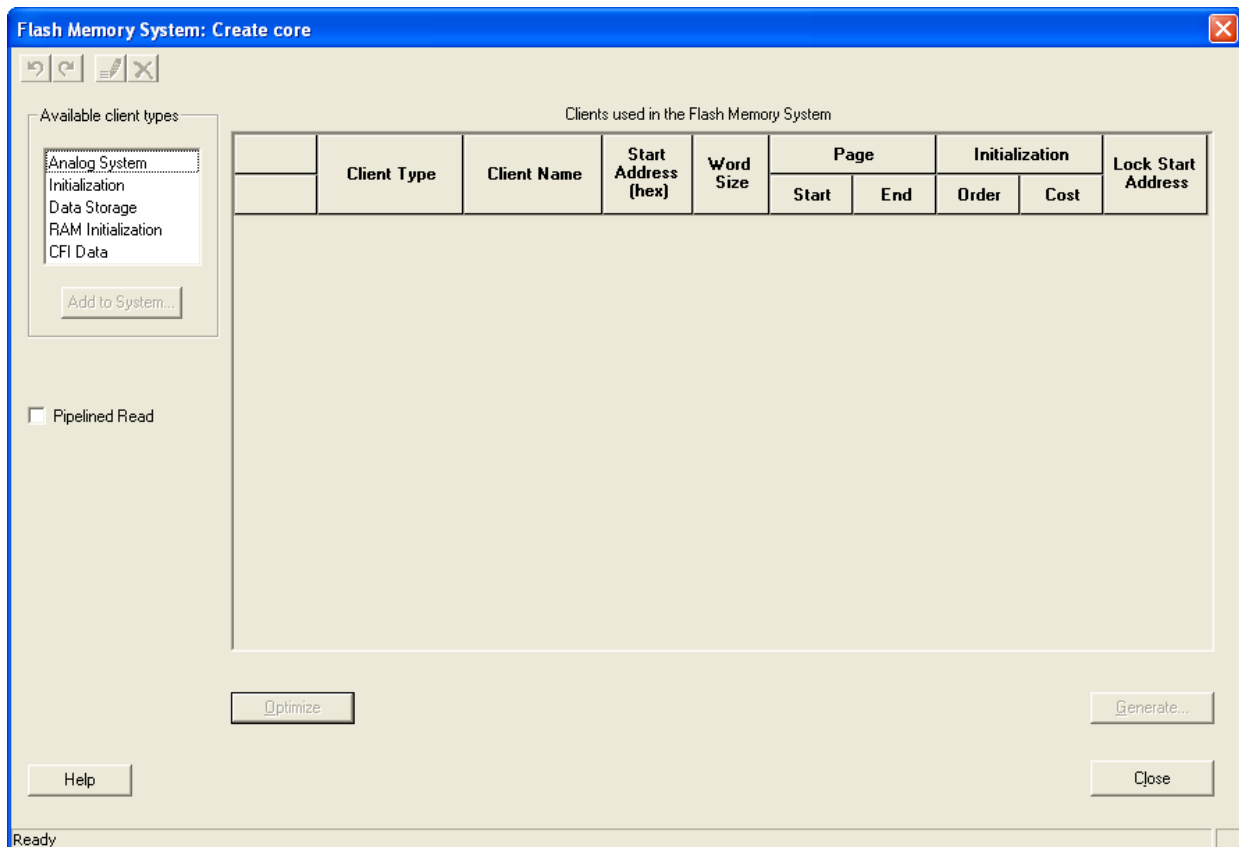 Flash Memory System: Create core
Available client types
Analog System
Initialization
Data Storage
RAM Initialization
CFI Data
Add to System...
Pipelined Read
Clients used in the Flash Memory System
Client Type
Client Name
Start
Address
(hex)
Word
Size
Page
Start
End
Initialization
Order
Cost
Lock Start
Address
Optimize
Generate...
Help
Close
Ready